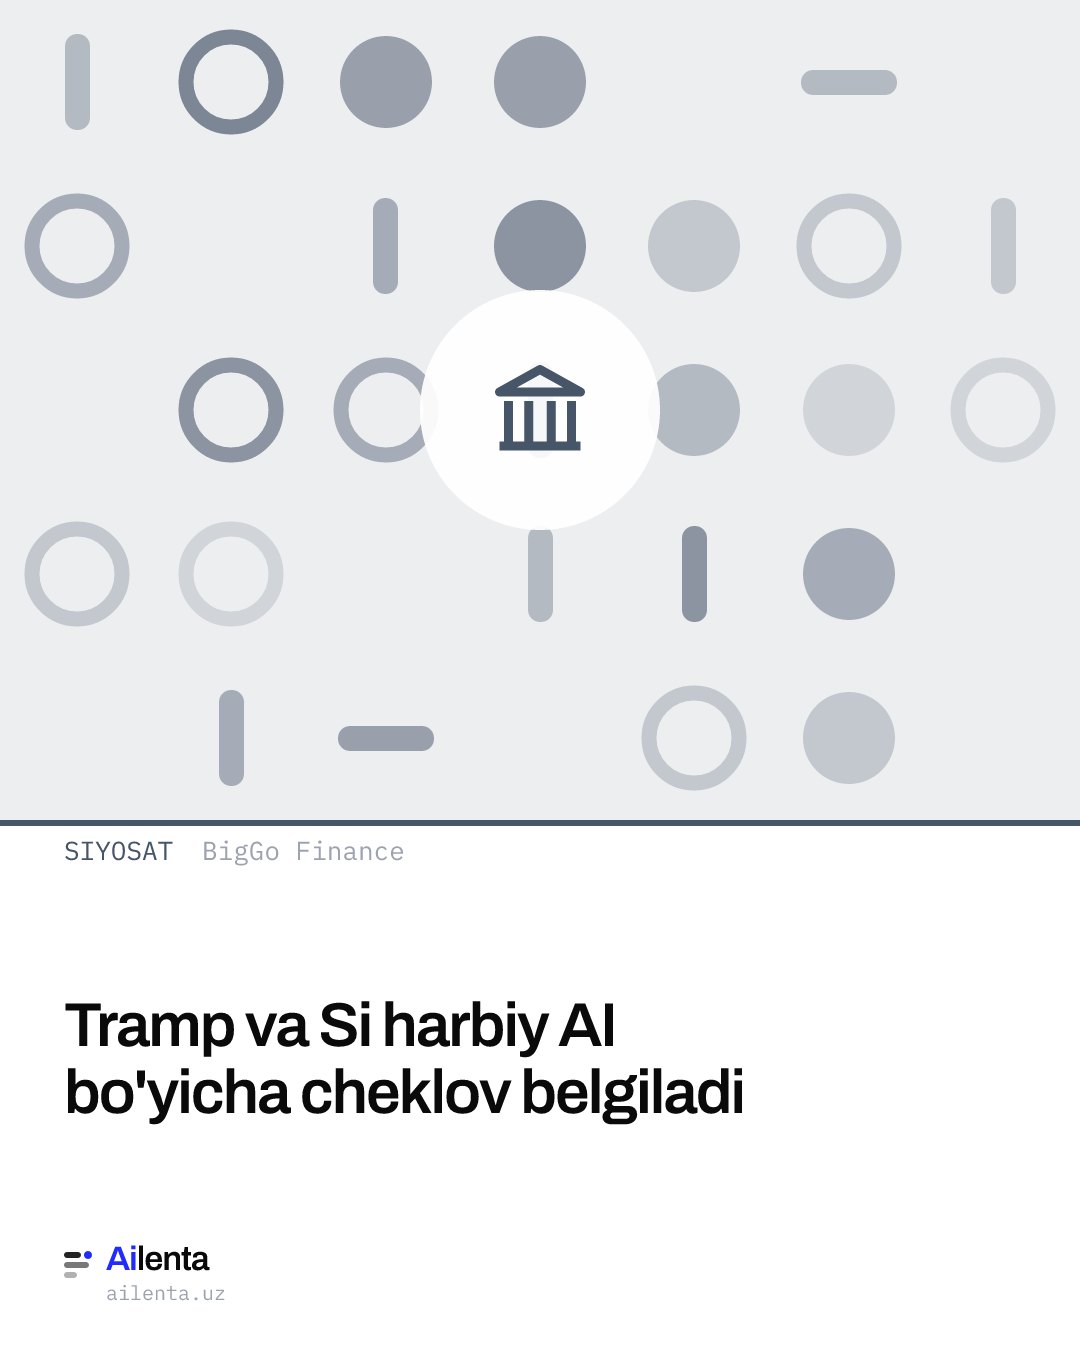 SIYOSAT BigGo Finance
Tramp va Si harbiy AI
bo'yicha cheklov belgiladi
Ailenta
ailenta.uz